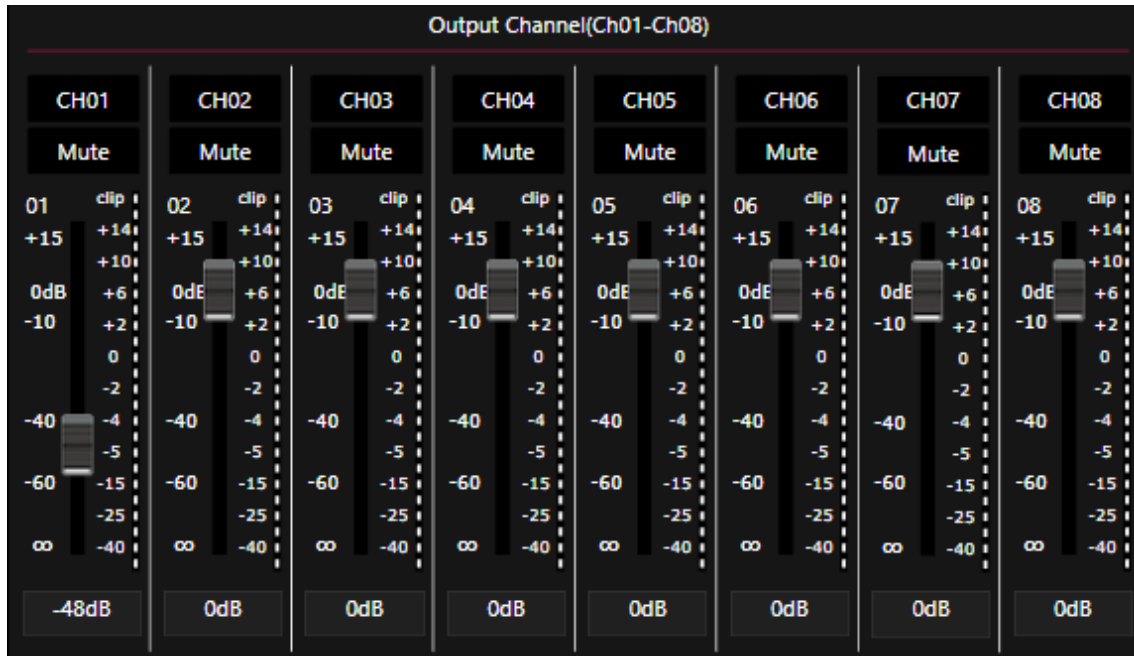 Output Channel(Ch01-Ch08)
CH01 CH02 CH03 CH04 CH05 CH06 CH07 CH08
Mute Mute Mute Mute Mute Mute Mute Mute
01 clip 02 clip 03 clip 04 clip 05 clip 06 clip 07 clip 08 clip
+15 +14 +15 +14 +15 +14 +15 +14 +15 +14 +15 +14 +15 +14 +15 +14
+10 +10 +10 +10 +10 +10 +10 +10
0dB +6 0dB +6 0dB +6 0dB +6 0dB +6 0dB +6 0dB +6 0dB +6
-10 +2 -10 +2 -10 +2 -10 +2 -10 +2 -10 +2 -10 +2 -10 +2
0 0 0 0 0 0 0 0
-2 -2 -2 -2 -2 -2 -2 -2
-40 -4 -40 -4 -40 -4 -40 -4 -40 -4 -40 -4 -40 -4 -40 -4
-5 -5 -5 -5 -5 -5 -5 -5
-60 -15 -60 -15 -60 -15 -60 -15 -60 -15 -60 -15 -60 -15 -60 -15
-25 -25 -25 -25 -25 -25 -25 -25
∞ -40 ∞ -40 ∞ -40 ∞ -40 ∞ -40 ∞ -40 ∞ -40 ∞ -40
-48dB 0dB 0dB 0dB 0dB 0dB 0dB 0dB